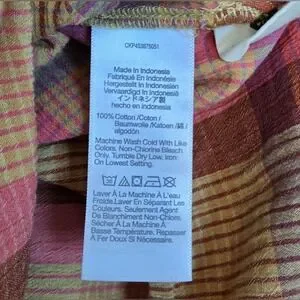 Made In Indonesia
Fabriqué En Indonésie
Hergestellt in Indonesien
Vervaardigd In Indonesië
インドネシア製
hecho en Indonesia
100% Cotton /Coton /
Baumwolle /Katoen /綿 /
algodón
Machine Wash Cold With Like
Colors. Non-Chlorine Bleach
Only. Tumble Dry Low. Iron
On Lowest Setting.
Laver À La Machine À L'eau
Froide.Laver En Séparant Les
Couleurs. Seulement Agent
De Blanchiment Non Chloré.
Sécher À La Machine À
Basse Température. Repasser
À Fer Doux Si Nécessaire.